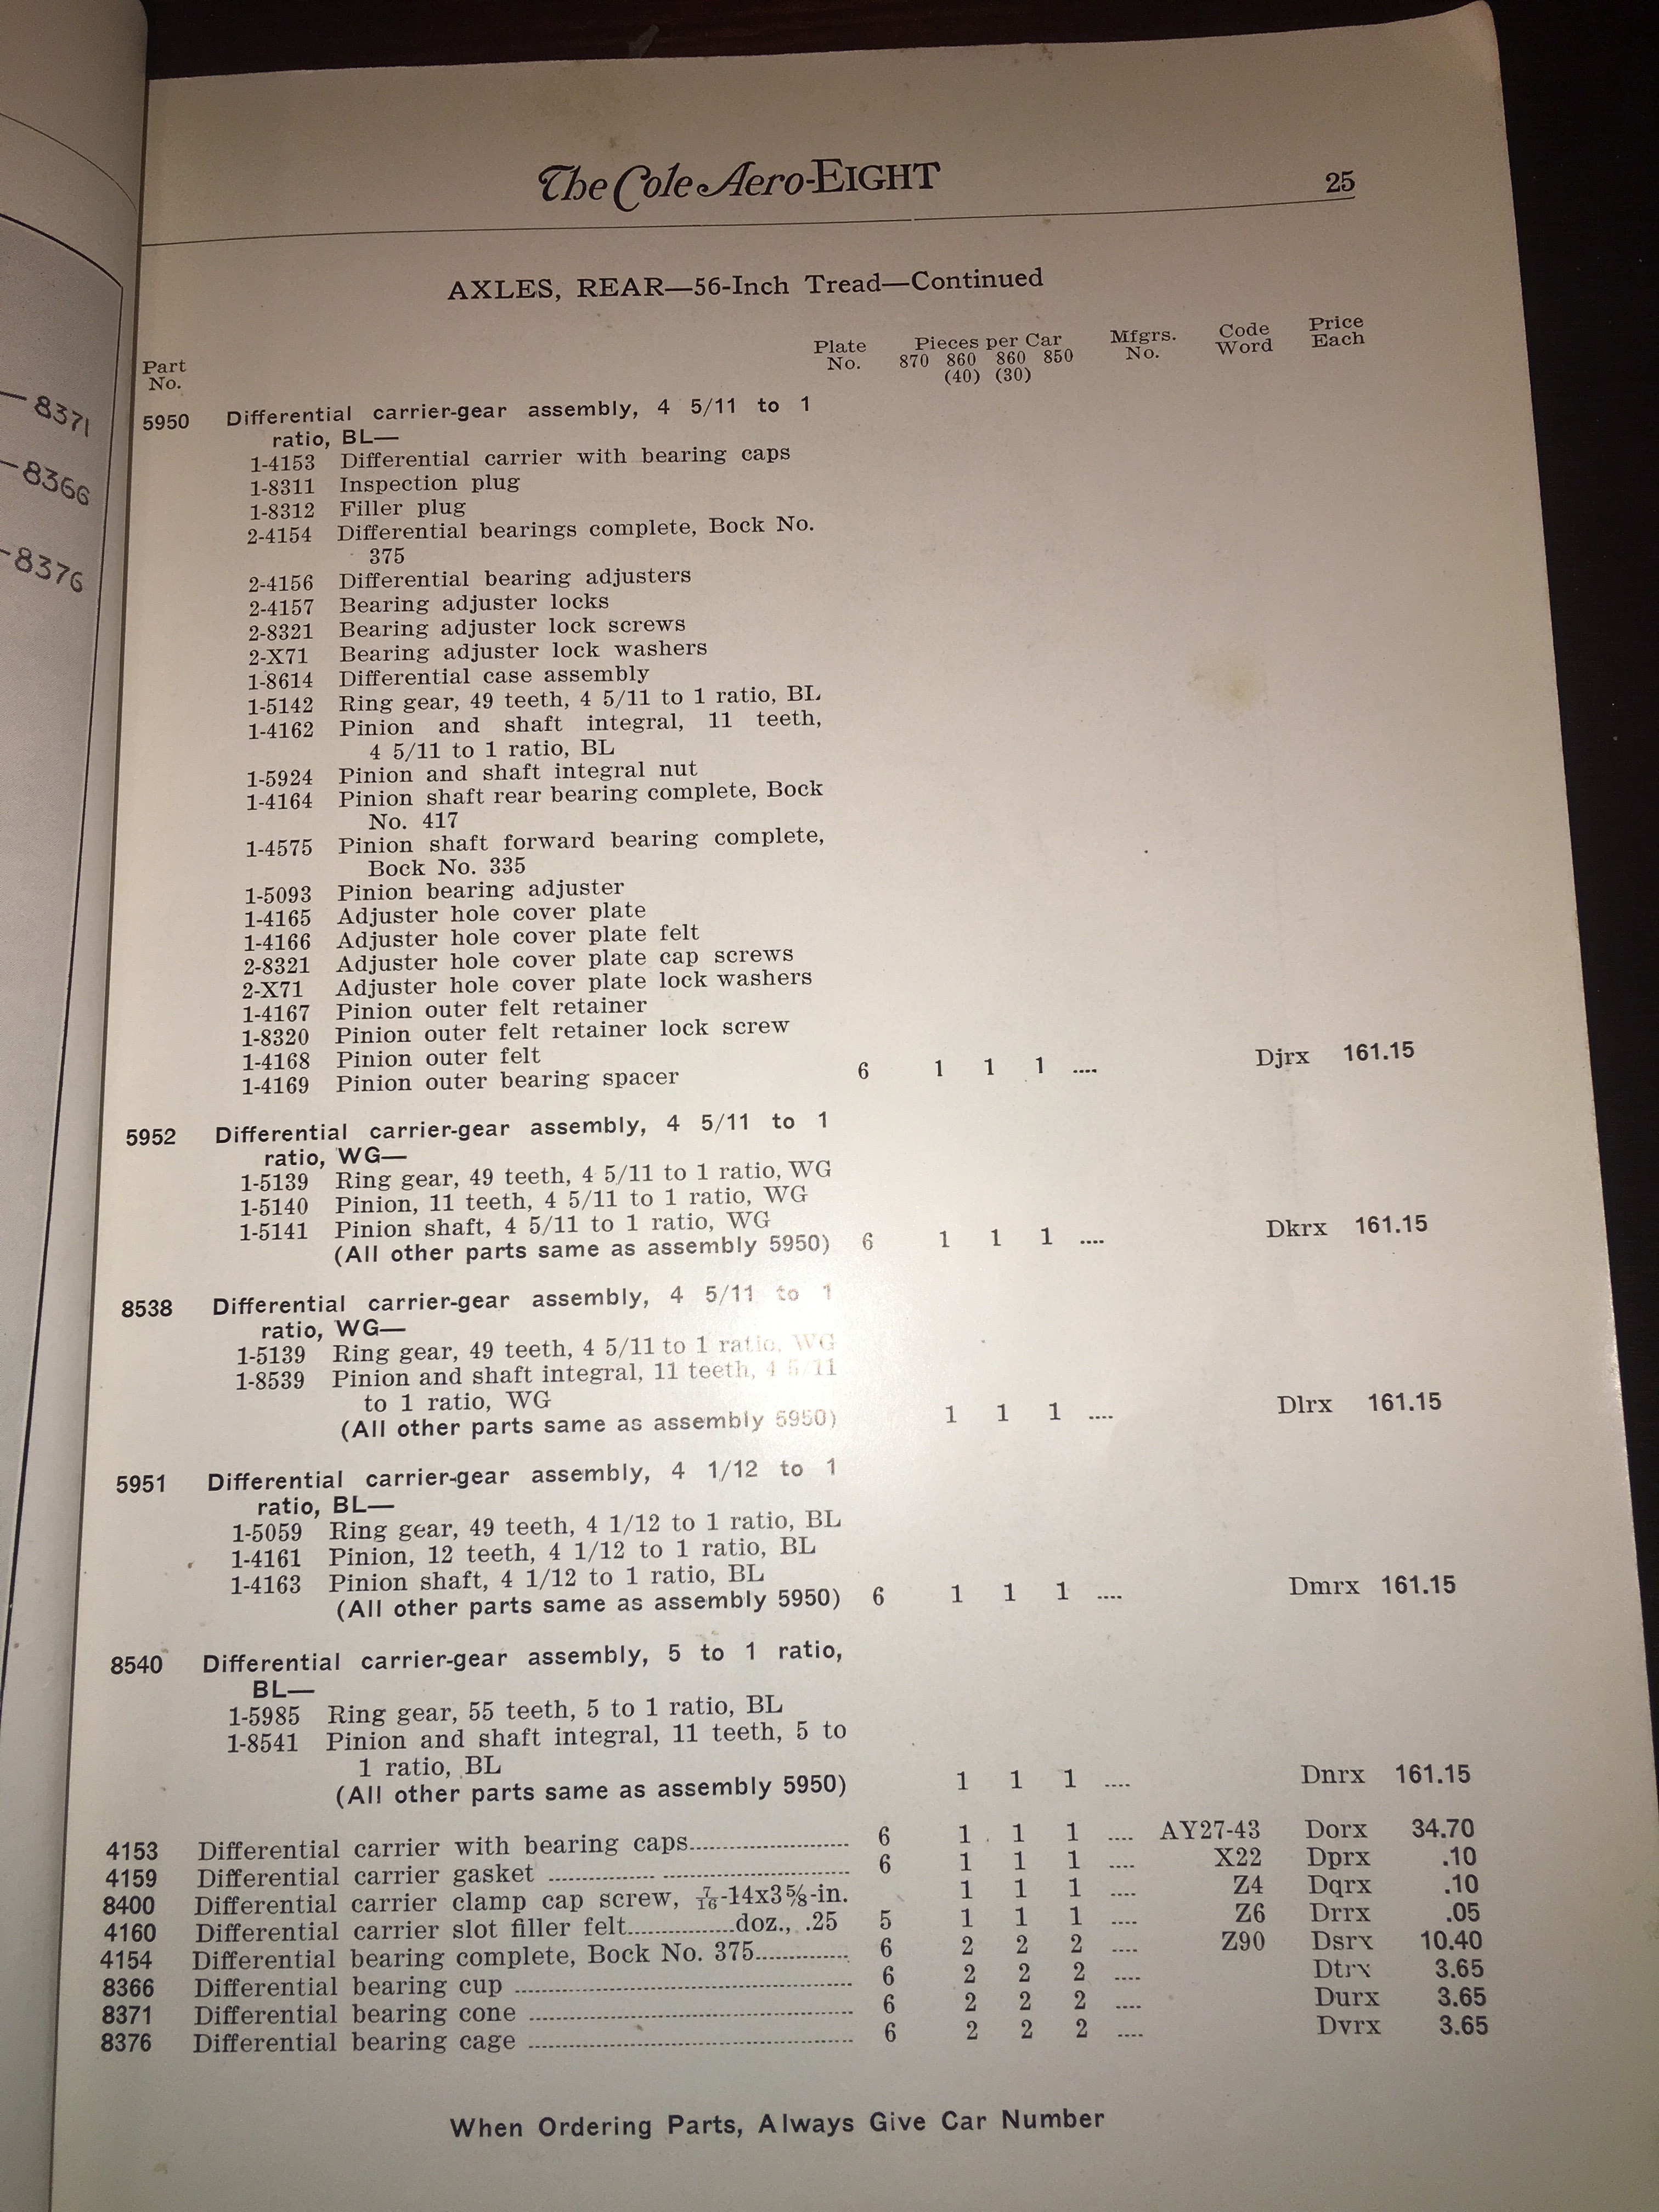 —8371
—8366
-8376
The Cole Aero-EIGHT 25
AXLES, REAR—56-Inch Tread—Continued
Part Plate Pieces per Car Mfgrs. Code Price
No. No. 870 860 860 850 No. Word Each
(40) (30)
5950 Differential carrier-gear assembly, 4 5/11 to 1
ratio, BL—
1-4153 Differential carrier with bearing caps
1-8311 Inspection plug
1-8312 Filler plug
2-4154 Differential bearings complete, Bock No.
375
2-4156 Differential bearing adjusters
2-4157 Bearing adjuster locks
2-8321 Bearing adjuster lock screws
2-X71 Bearing adjuster lock washers
1-8614 Differential case assembly
1-5142 Ring gear, 49 teeth, 4 5/11 to 1 ratio, BL
1-4162 Pinion and shaft integral, 11 teeth,
4 5/11 to 1 ratio, BL
1-5924 Pinion and shaft integral nut
1-4164 Pinion shaft rear bearing complete, Bock
No. 417
1-4575 Pinion shaft forward bearing complete,
Bock No. 335
1-5093 Pinion bearing adjuster
1-4165 Adjuster hole cover plate
1-4166 Adjuster hole cover plate felt
2-8321 Adjuster hole cover plate cap screws
2-X71 Adjuster hole cover plate lock washers
1-4167 Pinion outer felt retainer
1-8320 Pinion outer felt retainer lock screw
1-4168 Pinion outer felt
1-4169 Pinion outer bearing spacer 6 1 1 1 .... Djrx 161.15
5952 Differential carrier-gear assembly, 4 5/11 to 1
ratio, WG—
1-5139 Ring gear, 49 teeth, 4 5/11 to 1 ratio, WG
1-5140 Pinion, 11 teeth, 4 5/11 to 1 ratio, WG
1-5141 Pinion shaft, 4 5/11 to 1 ratio, WG
(All other parts same as assembly 5950) 6 1 1 1 .... Dkrx 161.15
8538 Differential carrier-gear assembly, 4 5/11 to 1
ratio, WG—
1-5139 Ring gear, 49 teeth, 4 5/11 to 1 ratio, WG
1-8539 Pinion and shaft integral, 11 teeth, 4 5/11
to 1 ratio, WG
(All other parts same as assembly 5950) 1 1 1 .... Dlrx 161.15
5951 Differential carrier-gear assembly, 4 1/12 to 1
ratio, BL—
1-5059 Ring gear, 49 teeth, 4 1/12 to 1 ratio, BL
1-4161 Pinion, 12 teeth, 4 1/12 to 1 ratio, BL
1-4163 Pinion shaft, 4 1/12 to 1 ratio, BL
(All other parts same as assembly 5950) 6 1 1 1 .... Dmrx 161.15
8540 Differential carrier-gear assembly, 5 to 1 ratio,
BL—
1-5985 Ring gear, 55 teeth, 5 to 1 ratio, BL
1-8541 Pinion and shaft integral, 11 teeth, 5 to
1 ratio, BL
(All other parts same as assembly 5950) 1 1 1 .... Dnrx 161.15
4153 Differential carrier with bearing caps........................ 6 1 1 1 .... AY27-43 Dorx 34.70
4159 Differential carrier gasket ................ ............................ 6 1 1 1 .... X22 Dprx .10
8400 Differential carrier clamp cap screw, 7/16-14x3⅝-in. 1 1 1 .... Z4 Dqrx .10
4160 Differential carrier slot filler felt................doz., .25 5 1 1 1 .... Z6 Drrx .05
4154 Differential bearing complete, Bock No. 375.............. 6 2 2 2 .... Z90 Dsrx 10.40
8366 Differential bearing cup .................................................... 6 2 2 2 .... Dtrx 3.65
8371 Differential bearing cone .................................................. 6 2 2 2 .... Durx 3.65
8376 Differential bearing cage .................................................. 6 2 2 2 .... Dvrx 3.65
When Ordering Parts, Always Give Car Number